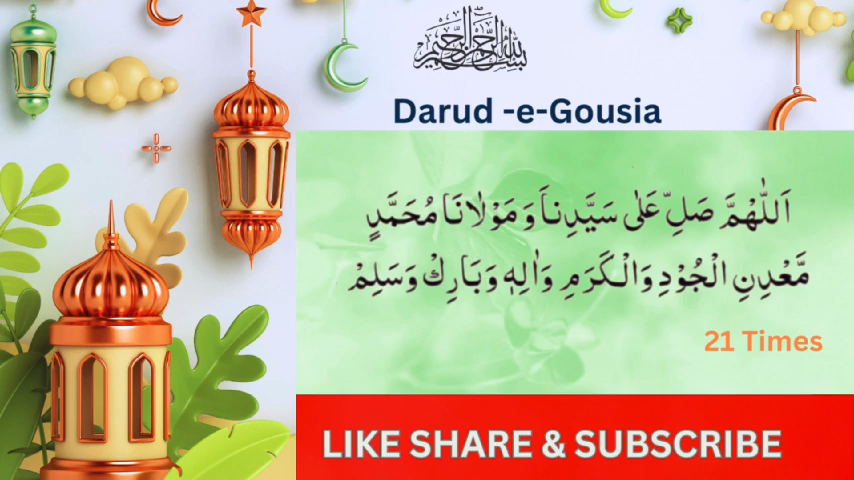 بسم الله الرحمن الرحيم
Darud -e-Gousia
اَللّٰهُمَّ صَلِّ عَلٰى سَيَّدِنَا وَمَوْلَانَا مُحَمَّدٍ
مَّعْدِنِ الْجُوْدِ وَالْكَرَمِ وَاٰلِهٖ وَبَارِكْ وَسَلِمْ
21 Times
LIKE SHARE & SUBSCRIBE